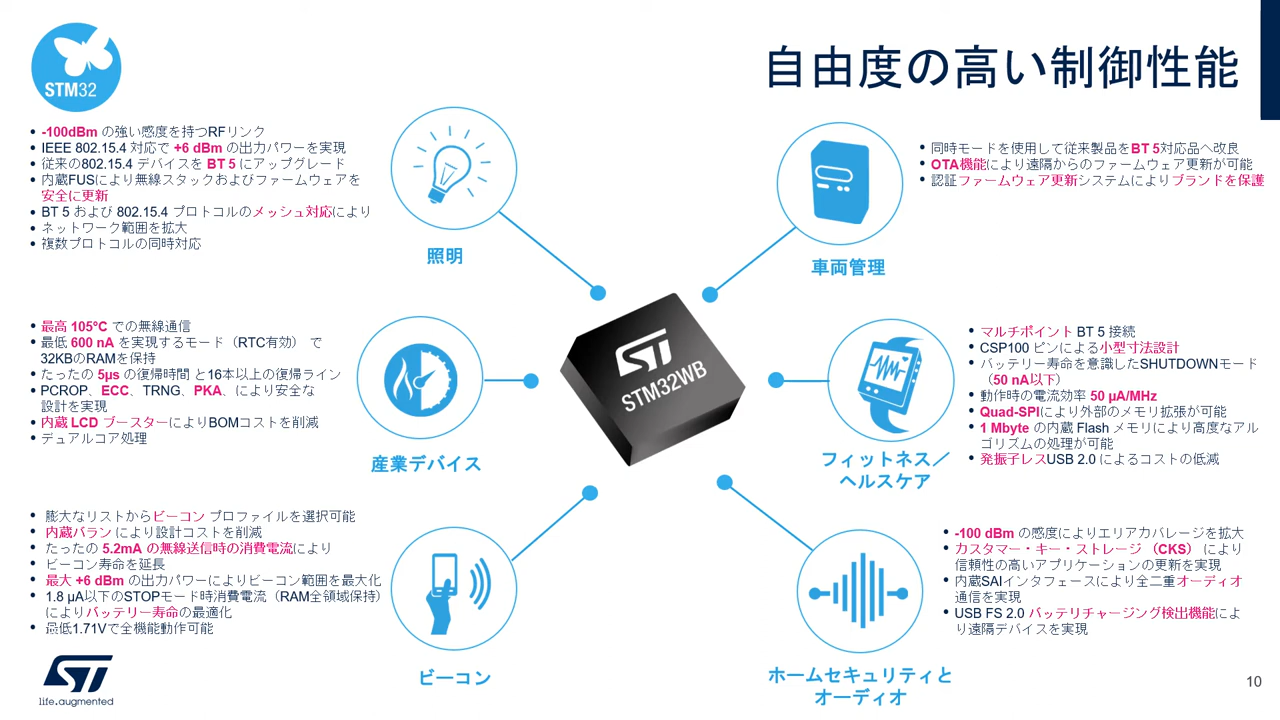 STM32
自由度の高い制御性能
• -100dBm の強い感度を持つRFリンク
• IEEE 802.15.4 対応で +6 dBm の出力パワーを実現
• 従来の802.15.4 デバイスを BT 5 にアップグレード
• 内蔵FUSにより無線スタックおよびファームウェアを
安全に更新
• BT 5 および 802.15.4 プロトコルのメッシュ対応により
• ネットワーク範囲を拡大
• 複数プロトコルの同時対応
照明
• 同時モードを使用して従来製品をBT 5対応品へ改良
• OTA機能により遠隔からのファームウェア更新が可能
• 認証ファームウェア更新システムによりブランドを保護
車両管理
• 最高 105°C での無線通信
• 最低 600 nA を実現するモード（RTC有効） で
32KBのRAMを保持
• たったの 5μs の復帰時間 と16本以上の復帰ライン
• PCROP、ECC、TRNG、PKA、により安全な
設計を実現
• 内蔵 LCD ブースターによりBOMコストを削減
• デュアルコア処理
産業デバイス
ST
STM32WB
• マルチポイント BT 5 接続
• CSP100 ピンによる小型寸法設計
• バッテリー寿命を意識したSHUTDOWNモード
（50 nA以下）
• 動作時の電流効率 50 μA/MHz
• Quad-SPIにより外部のメモリ拡張が可能
• 1 Mbyte の内蔵 Flash メモリにより高度なアル
ゴリズムの処理が可能
• 発振子レスUSB 2.0 によるコストの低減
フィットネス／
ヘルスケア
• 膨大なリストからビーコン プロファイルを選択可能
• 内蔵バラン により設計コストを削減
• たったの 5.2mA の無線送信時の消費電流により
• ビーコン寿命を延長
• 最大 +6 dBm の出力パワーによりビーコン範囲を最大化
• 1.8 μA以下のSTOPモード時消費電流（RAM全領域保持）
によりバッテリー寿命の最適化
• 最低1.71Vで全機能動作可能
ビーコン
• -100 dBm の感度によりエリアカバレージを拡大
• カスタマー・キー・ストレージ （CKS） により
信頼性の高いアプリケーションの更新を実現
• 内蔵SAIインタフェースにより全二重オーディオ
通信を実現
• USB FS 2.0 バッテリチャージング検出機能によ
り遠隔デバイスを実現
ホームセキュリティと
オーディオ
ST
life.augmented
10